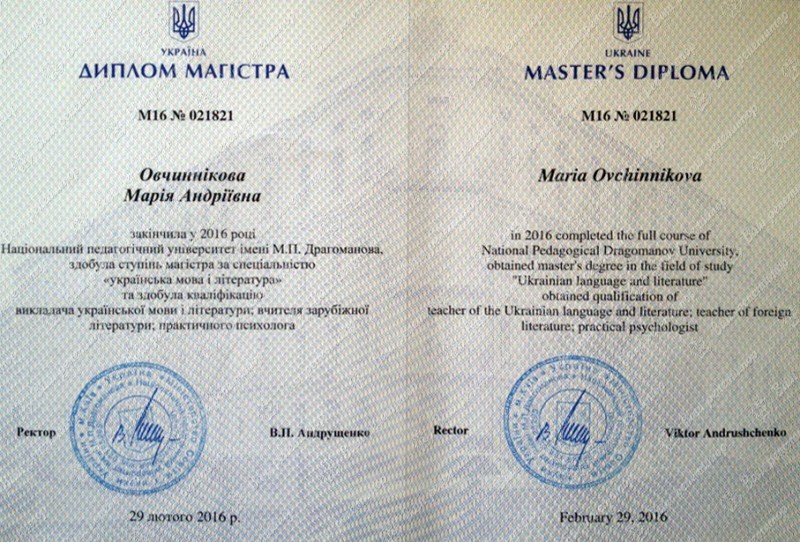 УКРАЇНА
ДИПЛОМ МАГІСТРА
М16 № 021821
Овчиннікова
Марія Андріївна
закінчила у 2016 році
Національний педагогічний університет імені М.П. Драгоманова,
здобула ступінь магістра за спеціальністю
«українська мова і література»
та здобула кваліфікацію
викладача української мови і літератури; вчителя зарубіжної
літератури; практичного психолога
Ректор
В.П. Андрущенко
29 лютого 2016 р.
UKRAINE
MASTER'S DIPLOMA
M16 № 021821
Maria Ovchinnikova
in 2016 completed the full course of
National Pedagogical Dragomanov University,
obtained master's degree in the field of study
"Ukrainian language and literature"
obtained qualification of
teacher of the Ukrainian language and literature; teacher of foreign
literature; practical psychologist
Rector
Viktor Andrushchenko
February 29, 2016